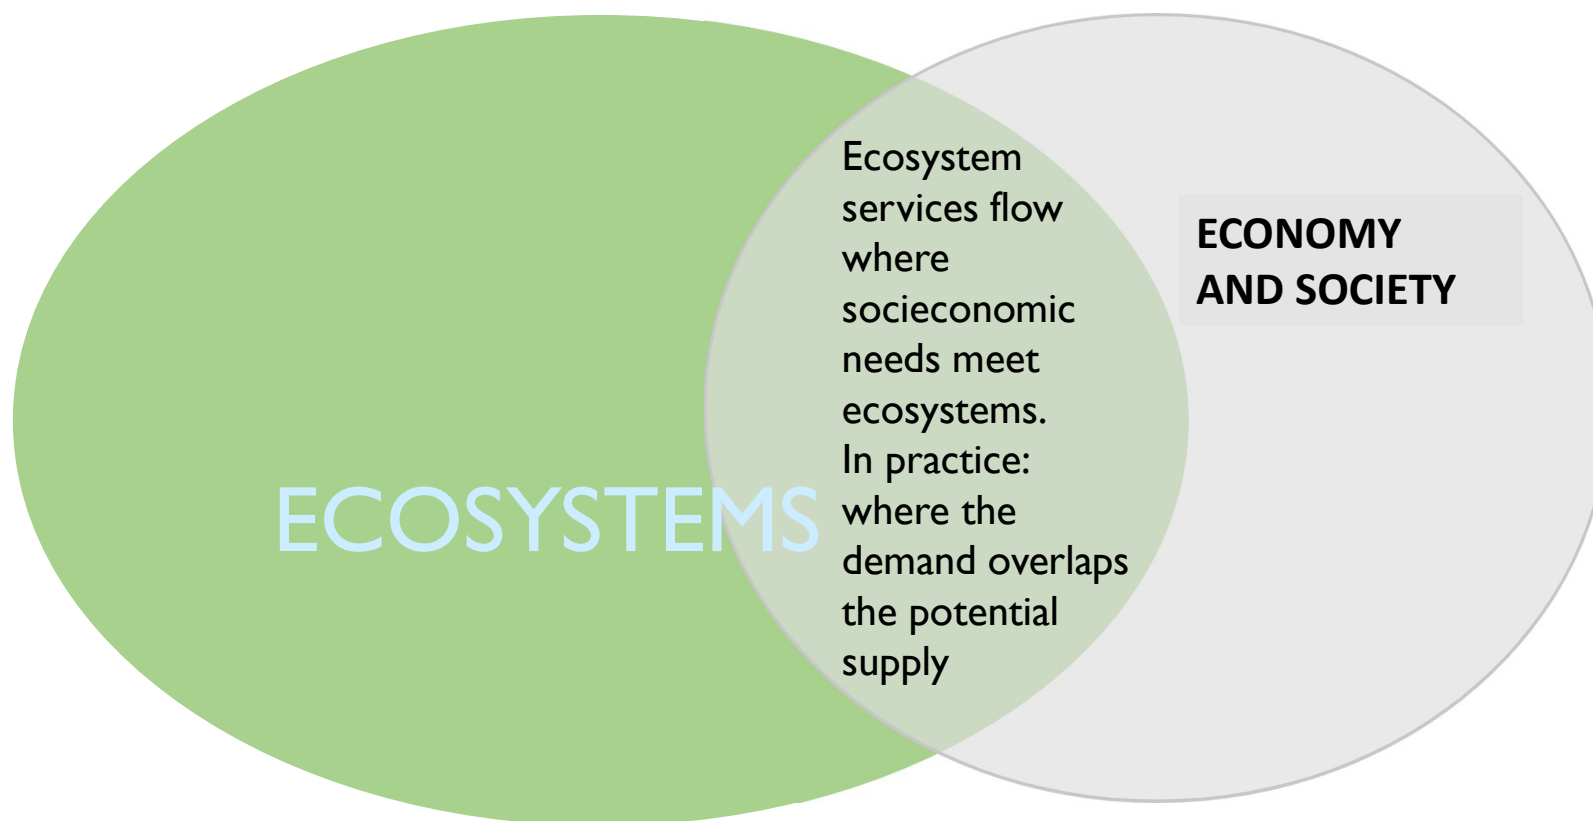 ECOSYSTEMS
Ecosystem
services flow
where
socieconomic
needs meet
ecosystems.
In practice:
where the
demand overlaps
the potential
supply
ECONOMY
AND SOCIETY